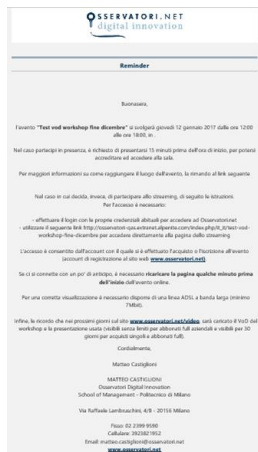 OSSERVATORI.NET
digital innovation
Reminder
Buonasera,
l'evento "Test vod workshop fine dicembre" si svolgerà giovedì 12 gennaio 2017 dalle ore 12:00
alle ore 18:00, in .
Nel caso partecipi in presenza, è richiesto di presentarsi 15 minuti prima dell'ora di inizio, per potersi
accreditare ed accedere alla sala.
Per maggiori informazioni su come raggiungere il luogo dell'evento, la rimando al link seguente
Nel caso in cui decida, invece, di partecipare allo streaming, di seguito le istruzioni.
Per l'accesso è necessario:
- effettuare il login con le proprie credenziali abituali per accedere ad Osservatori.net
- utilizzare il seguente link
workshop-fine-dicembre per accedere direttamente alla pagina dello streaming
L'accesso è consentito dall'account con il quale si è effettuato l'acquisto o l'iscrizione all'evento
(account di registrazione al sito web www.osservatori.net)
Se ci si connette con un po' di anticipo, è necessario ricaricare la pagina qualche minuto prima
dell'inizio dell'evento online.
Per una corretta visualizzazione è necessario disporre di una linea ADSL a banda larga (minimo
7Mbit).
Infine, le ricordo che nei prossimi giorni sul sito www.osservatori.net/video, sarà caricato il VoD del
workshop e la presentazione usata (visibili senza limiti per abbonati full aziendali e visibili per 30
giorni per acquisti singoli e abbonati full).
Cordialmente,
Matteo Castiglioni
MATTEO CASTIGLIONI
Osservatori Digital Innovation
School of Management - Politecnico di Milano
Via Raffaele Lambruschini, 4/B - 20156 Milano
Fisso: 02 2399 9590
Cellulare: 3923821952
Email: matteo.castiglioni@osservatori.net
www.osservatori.net